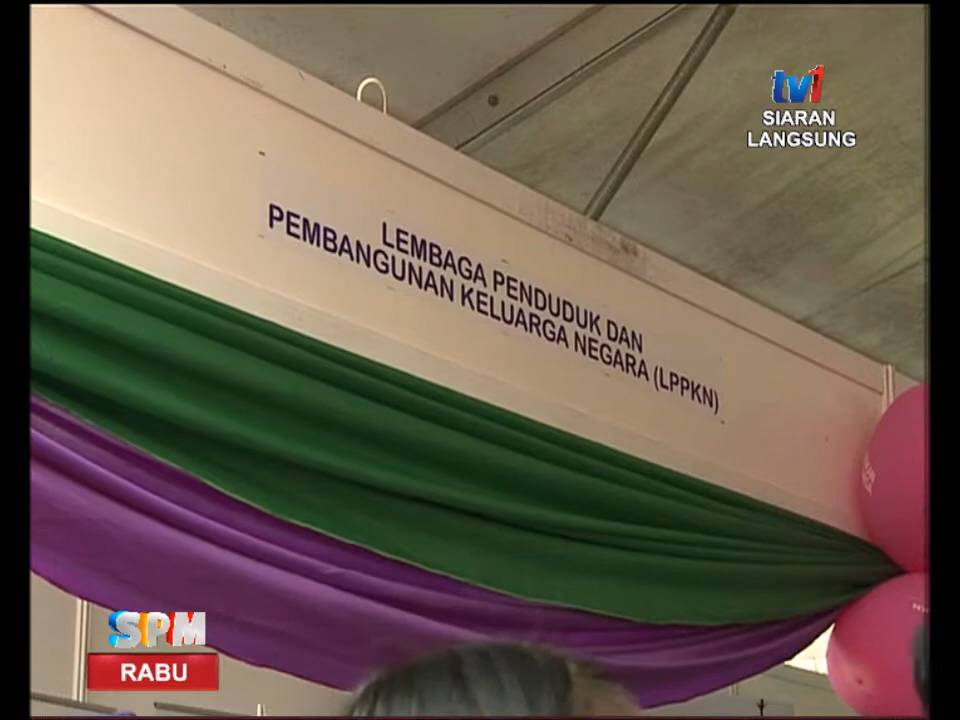 tv1
SIARAN
LANGSUNG
LEMBAGA PENDUDUK DAN
PEMBANGUNAN KELUARGA NEGARA (LPPKN)
SPM
RABU